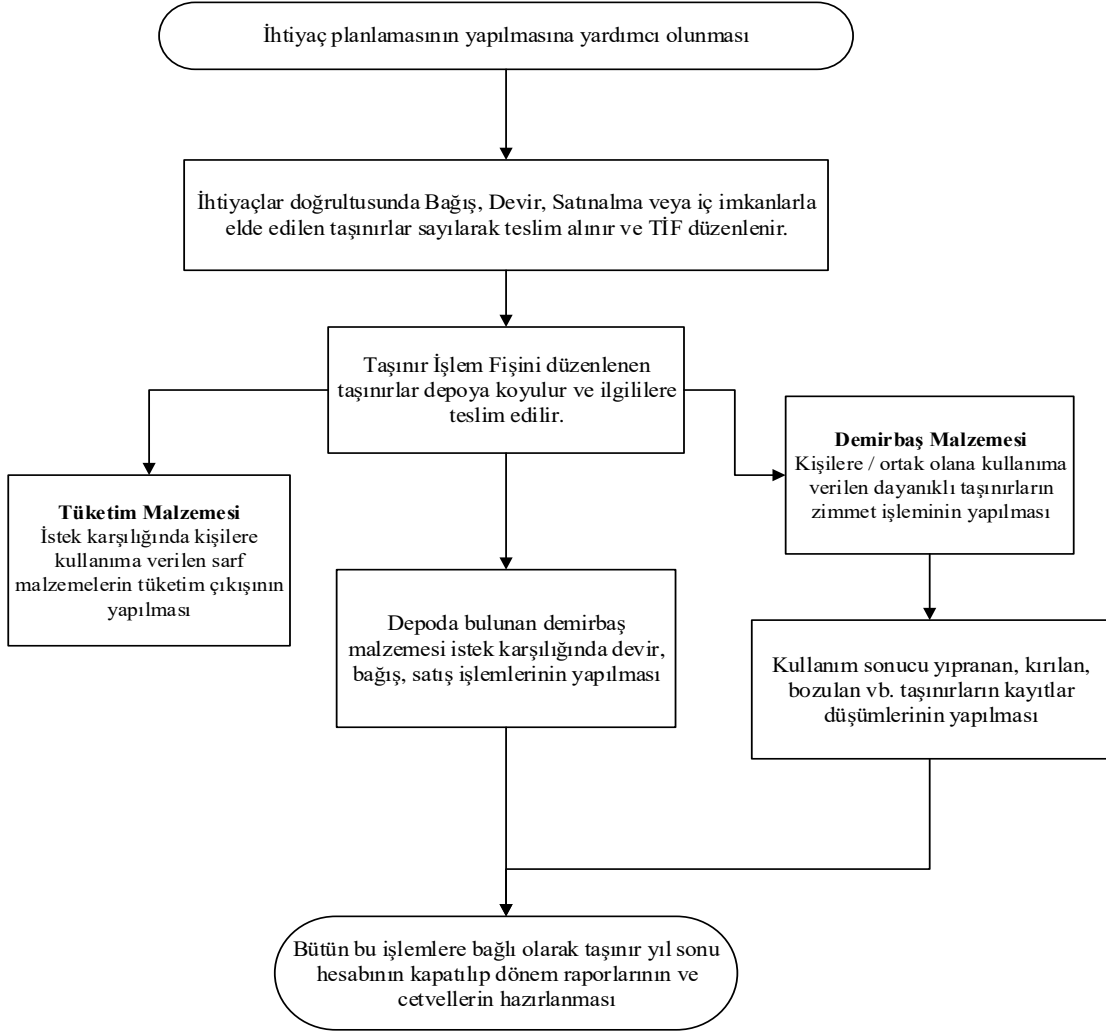 İhtiyaç planlamasının yapılmasına yardımcı olunması
İhtiyaçlar doğrultusunda Bağış, Devir, Satınalma veya iç imkanlarla
elde edilen taşınırlar sayılarak teslim alınır ve TİF düzenlenir.
Taşınır İşlem Fişini düzenlenen
taşınırlar depoya koyulur ve ilgililere
teslim edilir.
Tüketim Malzemesi
İstek karşılığında kişilere
kullanıma verilen sarf
malzemelerin tüketim çıkışının
yapılması
Demirbaş Malzemesi
Kişilere / ortak olana kullanıma
verilen dayanıklı taşınırların
zimmet işleminin yapılması
Depoda bulunan demirbaş
malzemesi istek karşılığında devir,
bağış, satış işlemlerinin yapılması
Kullanım sonucu yıpranan, kırılan,
bozulan vb. taşınırların kayıtlar
düşümlerinin yapılması
Bütün bu işlemlere bağlı olarak taşınır yıl sonu
hesabının kapatılıp dönem raporlarının ve
cetvellerin hazırlanması